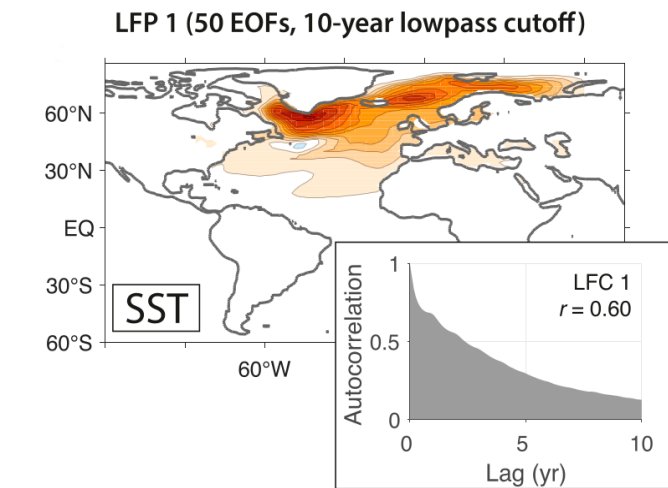 LFP 1 (50 EOFs, 10-year lowpass cutoff)
60°N
30°N
EQ
30°S
60°S
SST
60°W
Autocorrelation
1
0.5
0
LFC 1
r = 0.60
0 5 10
Lag (yr)